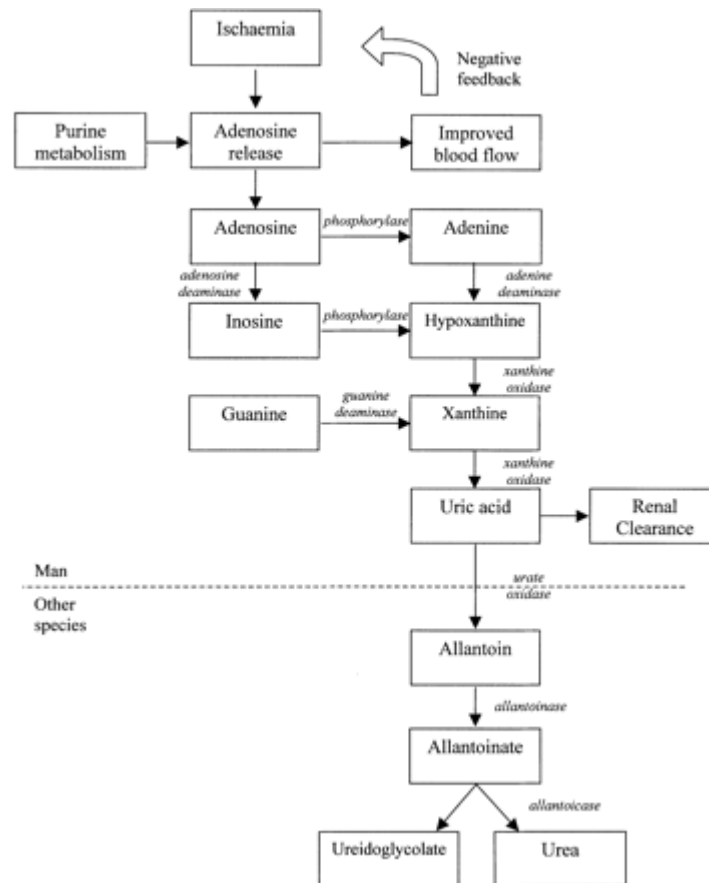 Ischaemia
Negative
feedback
Purine
metabolism
Adenosine
release
Improved
blood flow
Adenosine
phosphorylase
Adenine
adenosine
deaminase
adenine
deaminase
Inosine
phosphorylase
Hypoxanthine
xanthine
oxidase
Guanine
guanine
deaminase
Xanthine
xanthine
oxidase
Uric acid
Renal
Clearance
Man
urate
oxidase
Other
species
Allantoin
allantoinase
Allantoinate
allantoicase
Ureidoglycolate
Urea